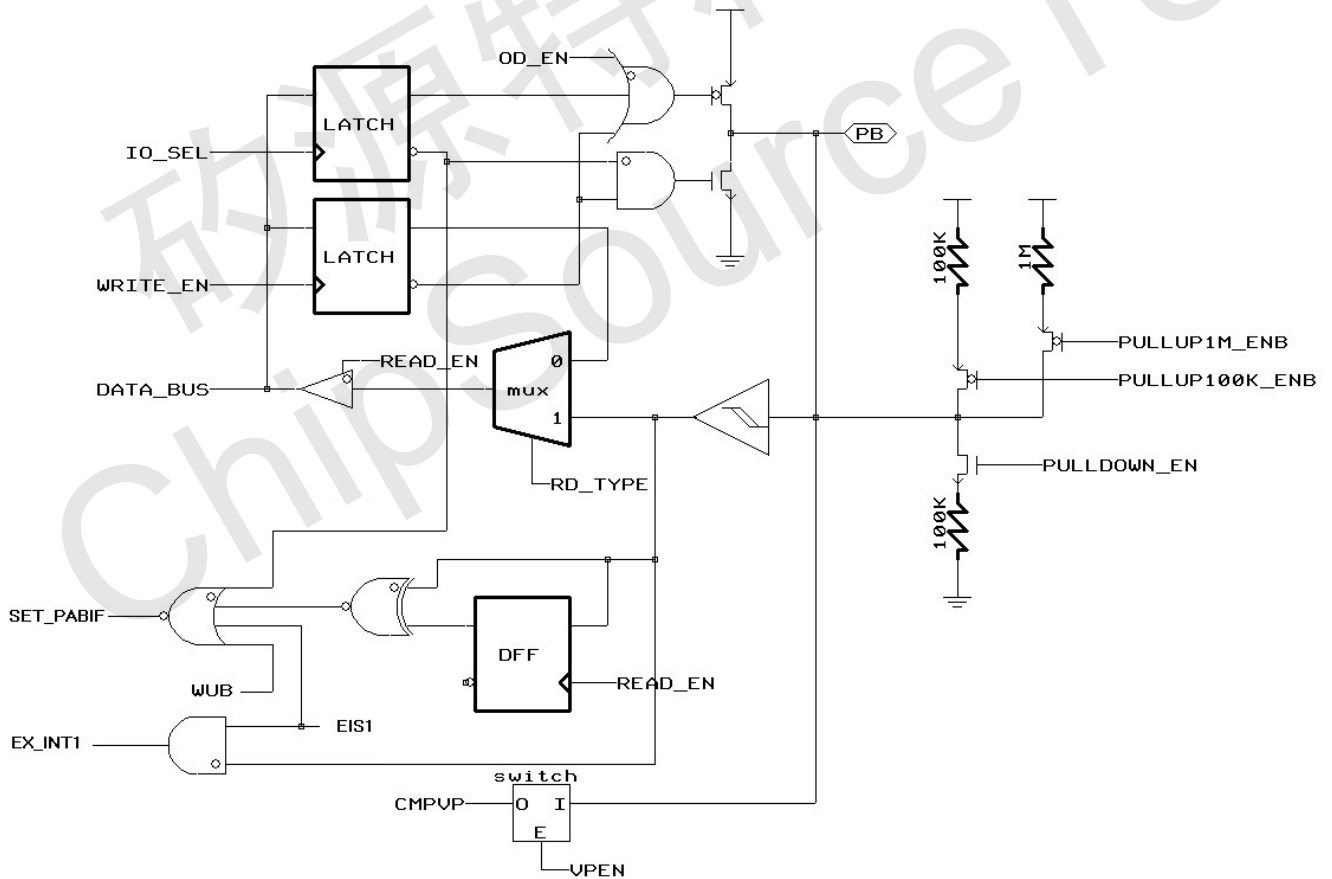 矽源特
ChipSourceTe
OD_EN
LATCH
IO_SEL
PB
LATCH
WRITE_EN
100K
1M
PULLUP1M_ENB
READ_EN
0
DATA_BUS
mux
PULLUP100K_ENB
1
PULLDOWN_EN
RD_TYPE
100K
SET_PABIF
DFF
WUB
READ_EN
EIS1
EX_INT1
switch
CMPVP
O I
E
VPEN